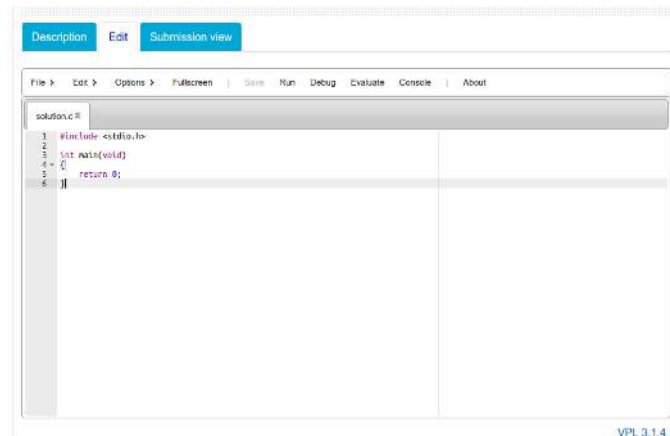 Description Edit Submission view
File > Edit > Options > Fullscreen | Save Run Debug Evaluate Console | About
solution.c
1 #include <stdio.h>
2
3 int main(void)
4 {
5 return 0;
6 }
VPL 3.1.4